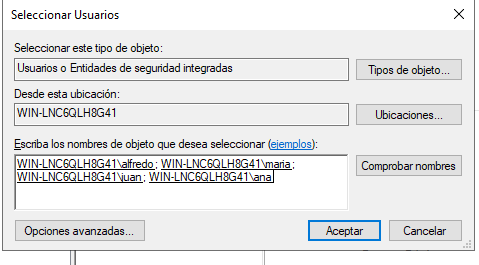 Seleccionar Usuarios
Seleccionar este tipo de objeto:
Usuarios o Entidades de seguridad integradas
Tipos de objeto...
Desde esta ubicación:
WIN-LNC6QLH8G41
Ubicaciones...
Escriba los nombres de objeto que desea seleccionar (ejemplos):
WIN-LNC6QLH8G41\alfredo; WIN-LNC6QLH8G41\maria;
WIN-LNC6QLH8G41\juan; WIN-LNC6QLH8G41\ana
Comprobar nombres
Opciones avanzadas...
Aceptar
Cancelar